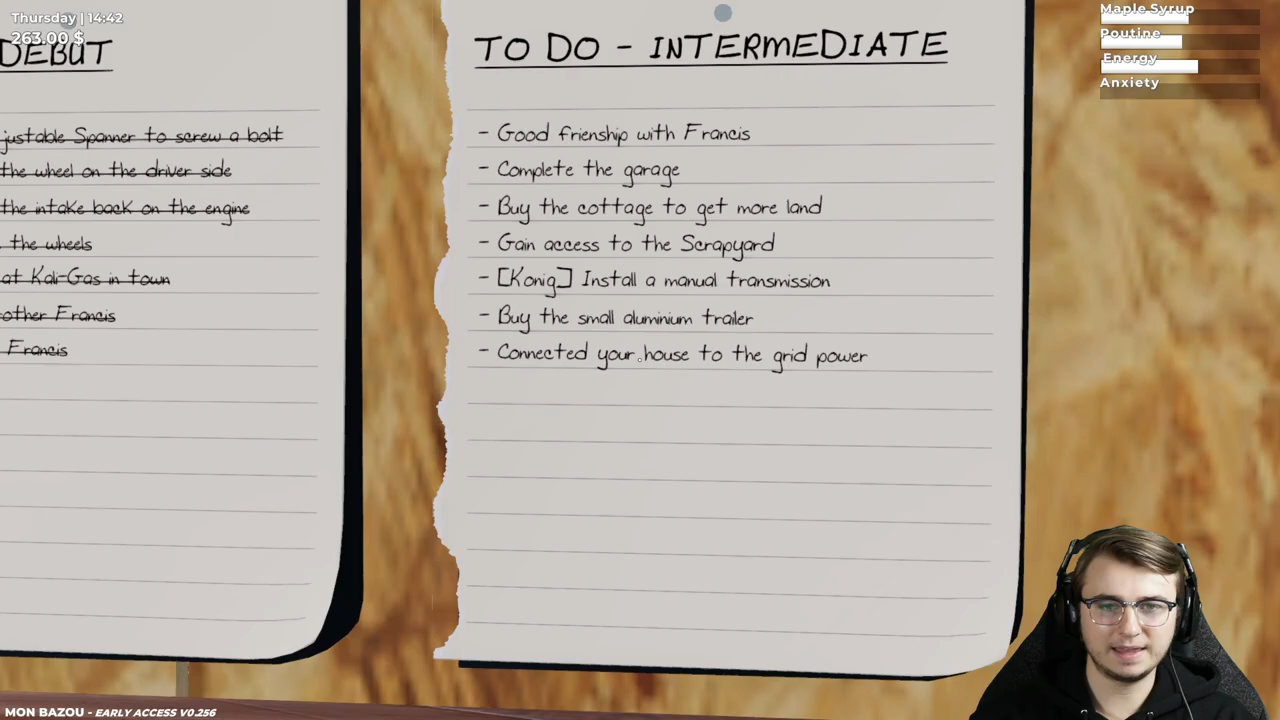 Thursday | 14:42
263.00 $
Maple Syrup
Poutine
Energy
Anxiety
DEBUT
justable Spanner to screw a bolt
the wheel on the driver side
the intake back on the engine
the wheels
at Kali-Gas in town
other Francis
Francis
TO DO - INTERMEDIATE
- Good frienship with Francis
- Complete the garage
- Buy the cottage to get more land
- Gain access to the Scrapyard
- [Konig] Install a manual transmission
- Buy the small aluminium trailer
- Connected your house to the grid power
MON BAZOU - EARLY ACCESS V0.256